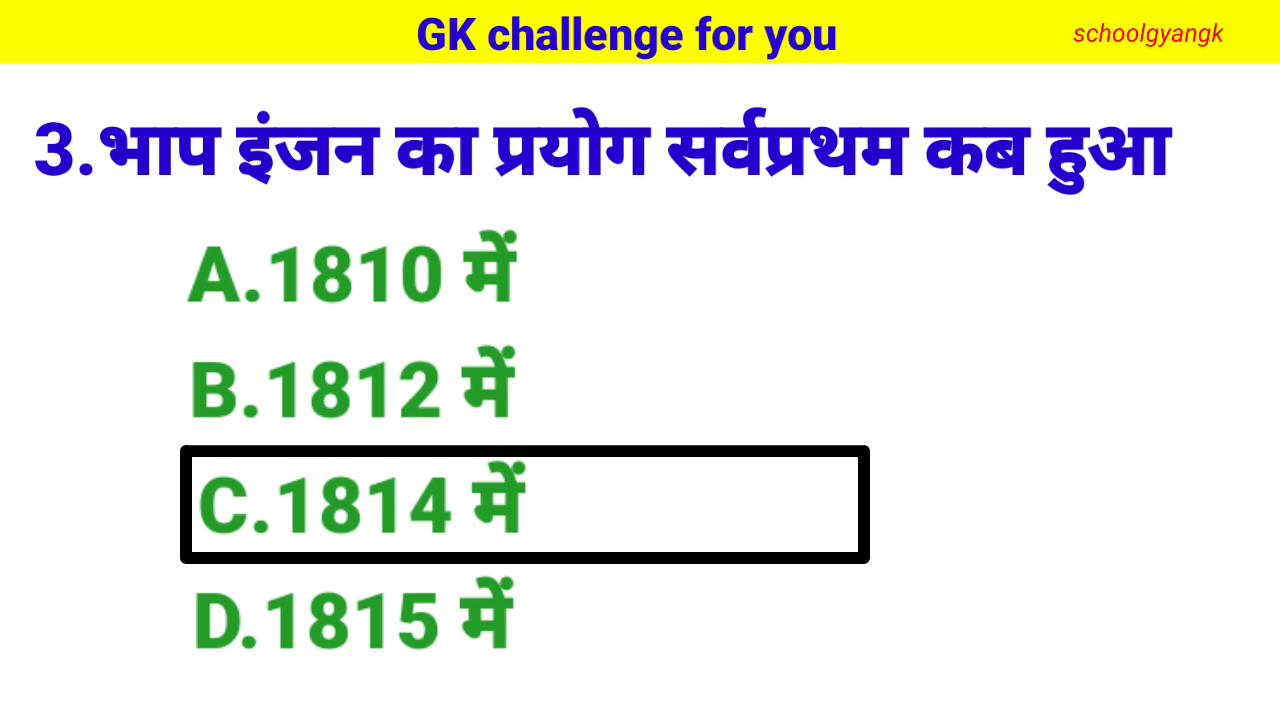 GK challenge for you
schoolgyangk
3.भाप इंजन का प्रयोग सर्वप्रथम कब हुआ
A.1810 में
B.1812 में
C.1814 में
D.1815 में